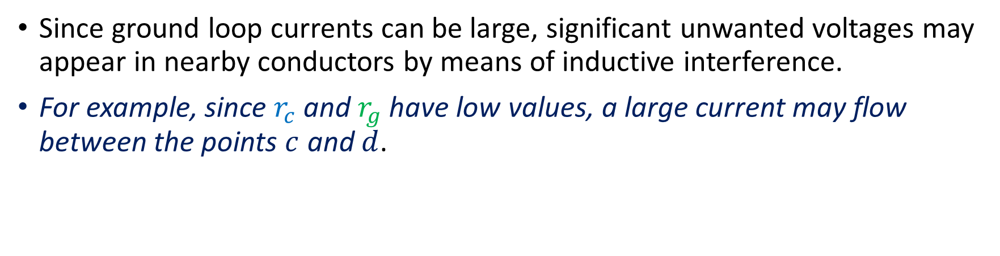 • Since ground loop currents can be large, significant unwanted voltages may
appear in nearby conductors by means of inductive interference.
• For example, since r_c and r_g have low values, a large current may flow
between the points c and d.